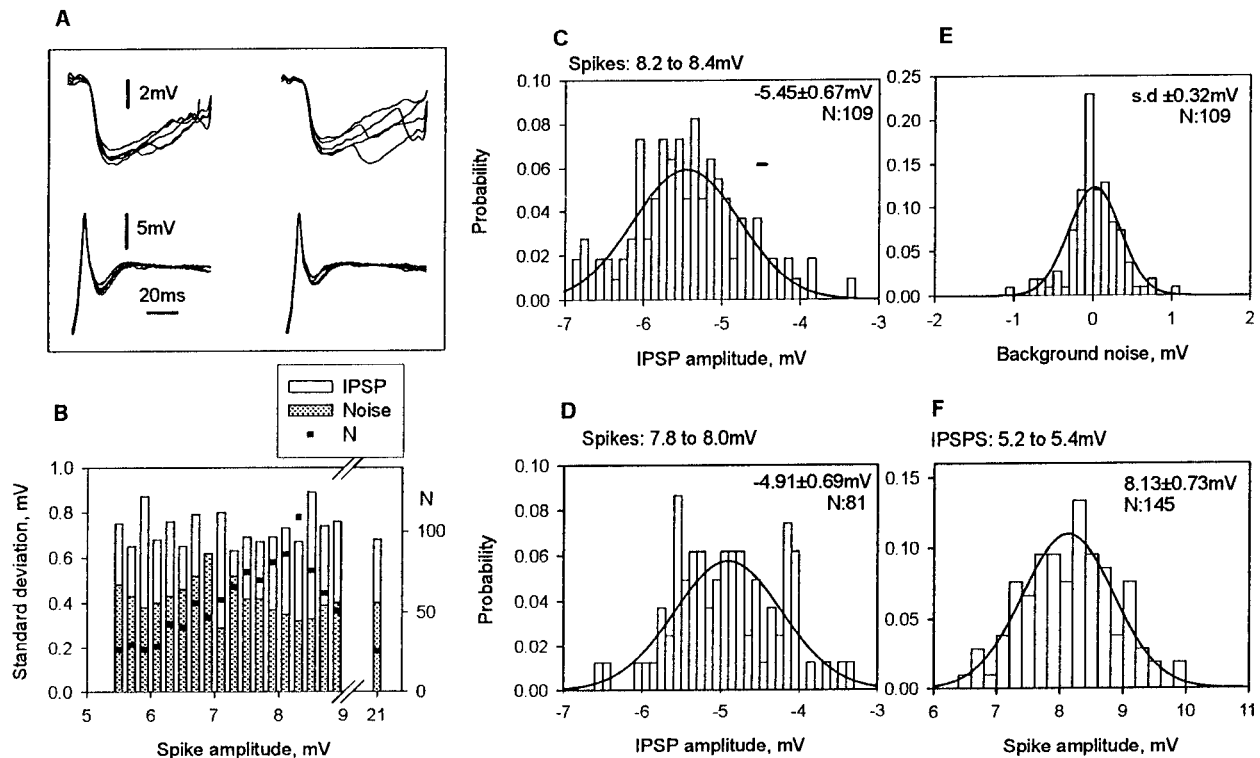 A
2mV
5mV
20ms
B
IPSP
Noise
N
Standard deviation, mV
1.0
0.8
0.6
0.4
0.2
0.0
N
100
50
0
5
6
7
8
9
21
Spike amplitude, mV
C
Spikes: 8.2 to 8.4mV
-5.45±0.67mV
N:109
Probability
0.10
0.08
0.06
0.04
0.02
0.00
-7
-6
-5
-4
-3
IPSP amplitude, mV
D
Spikes: 7.8 to 8.0mV
-4.91±0.69mV
N:81
Probability
0.10
0.08
0.06
0.04
0.02
0.00
-7
-6
-5
-4
-3
IPSP amplitude, mV
E
s.d ±0.32mV
N:109
0.25
0.20
0.15
0.10
0.05
0.00
-2
-1
0
1
2
Background noise, mV
F
IPSPS: 5.2 to 5.4mV
8.13±0.73mV
N:145
0.15
0.10
0.05
0.00
6
7
8
9
10
11
Spike amplitude, mV